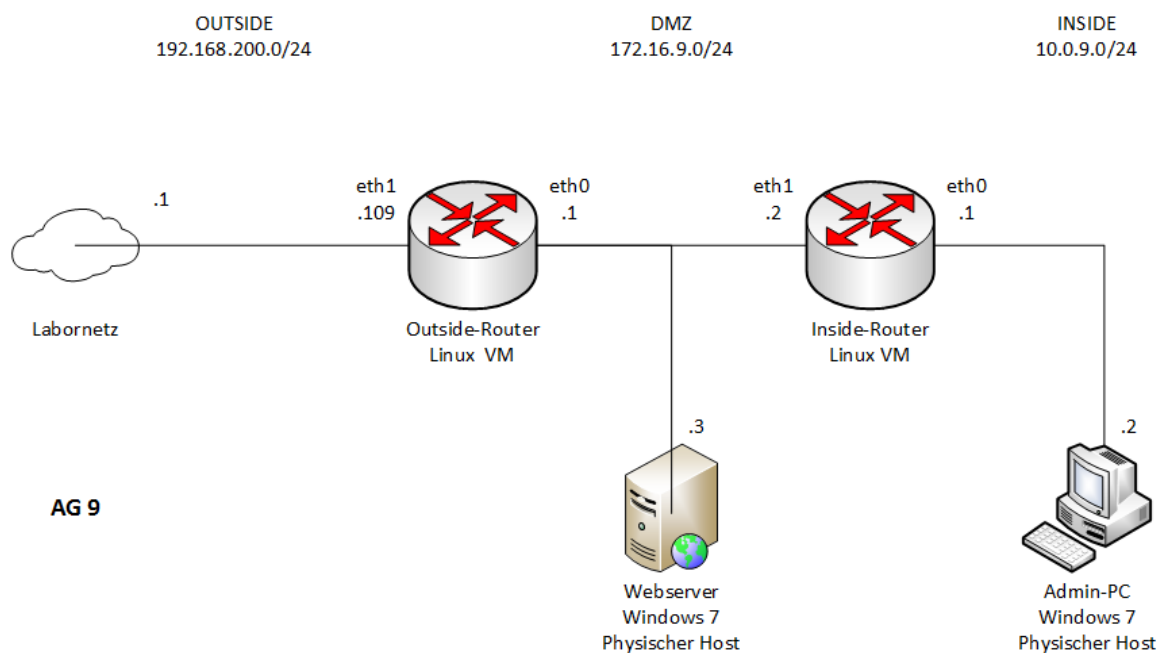 OUTSIDE
192.168.200.0/24
DMZ
172.16.9.0/24
INSIDE
10.0.9.0/24
.1
eth1
.109
eth0
.1
eth1
.2
eth0
.1
Labornetz
Outside-Router
Linux VM
Inside-Router
Linux VM
.3
.2
AG 9
Webserver
Windows 7
Physischer Host
Admin-PC
Windows 7
Physischer Host